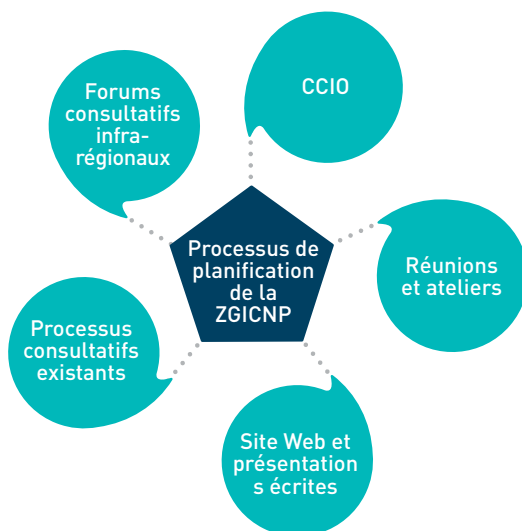 Forums
consultatifs
infra-
régionaux
CCIO
Processus de
planification
de la
ZGICNP
Réunions
et ateliers
Processus
consultatifs
existants
Site Web et
présentation
s écrites